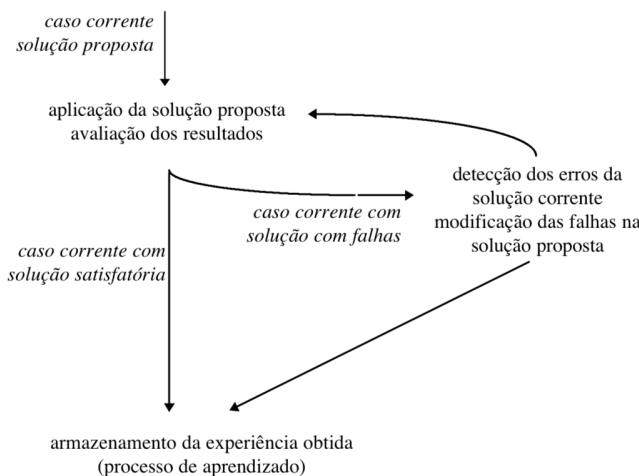 caso corrente
solução proposta
aplicação da solução proposta
avaliação dos resultados
detecção dos erros da
solução corrente
modificação das falhas na
solução proposta
caso corrente com
solução com falhas
caso corrente com
solução satisfatória
armazenamento da experiência obtida
(processo de aprendizado)